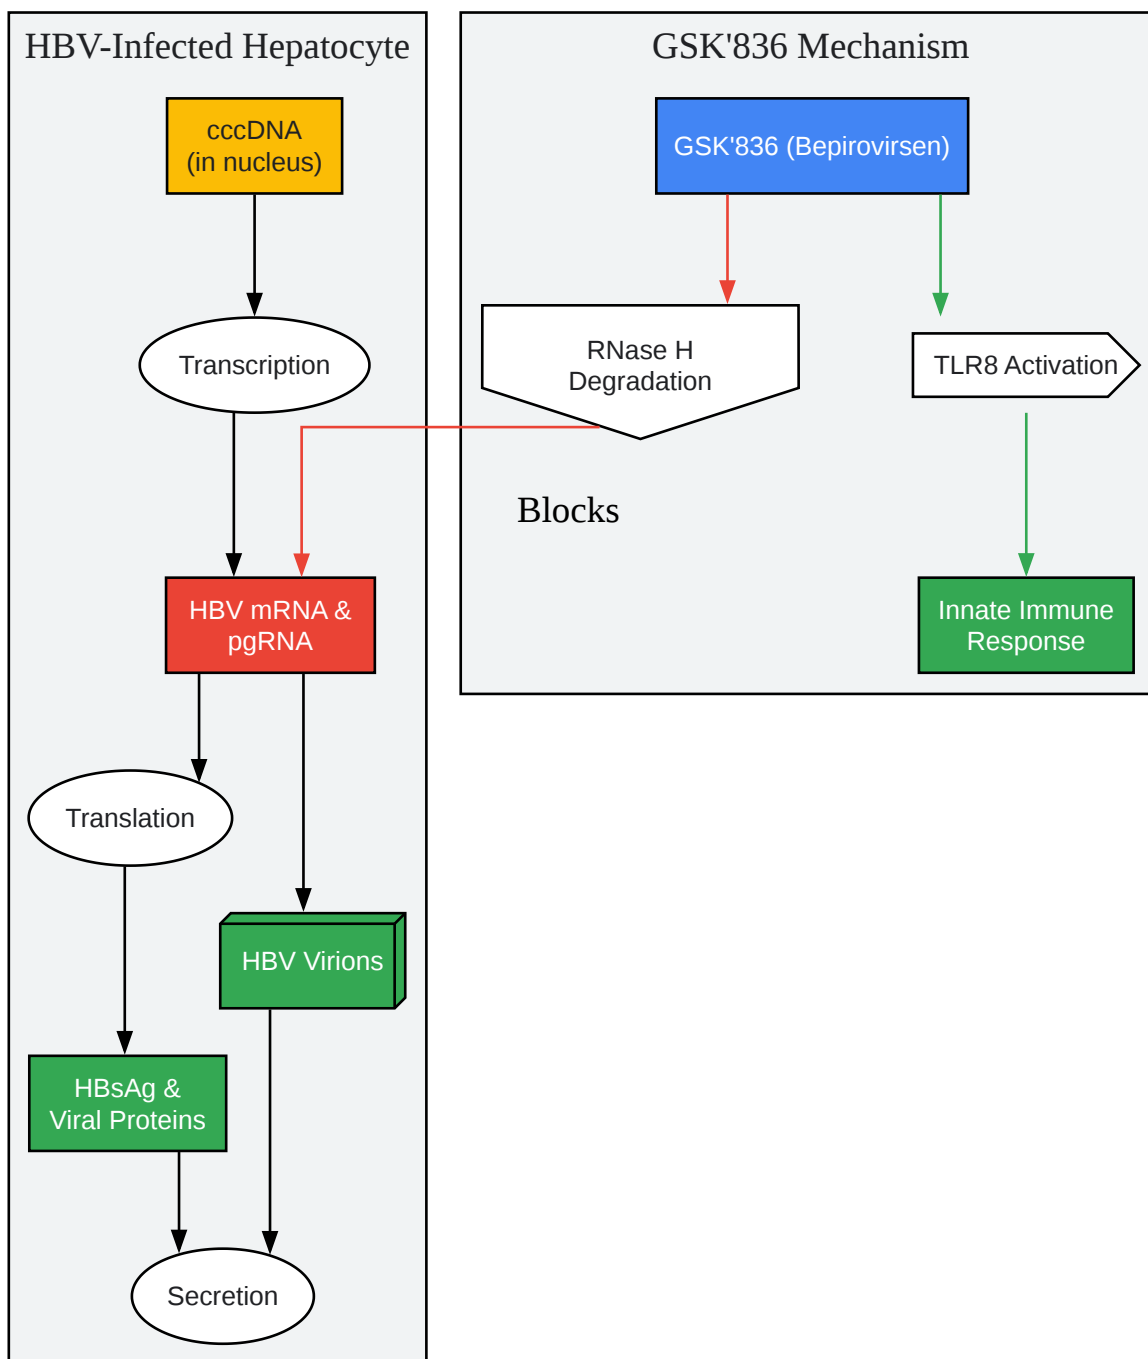 HBV-Infected Hepatocyte
cccDNA
(in nucleus)
Transcription
HBV mRNA &
pgRNA
Translation
HBV Virions
HBsAg &
Viral Proteins
Secretion
GSK'836 Mechanism
GSK'836 (Bepirovirsen)
RNase H
Degradation
TLR8 Activation
Blocks
Innate Immune
Response